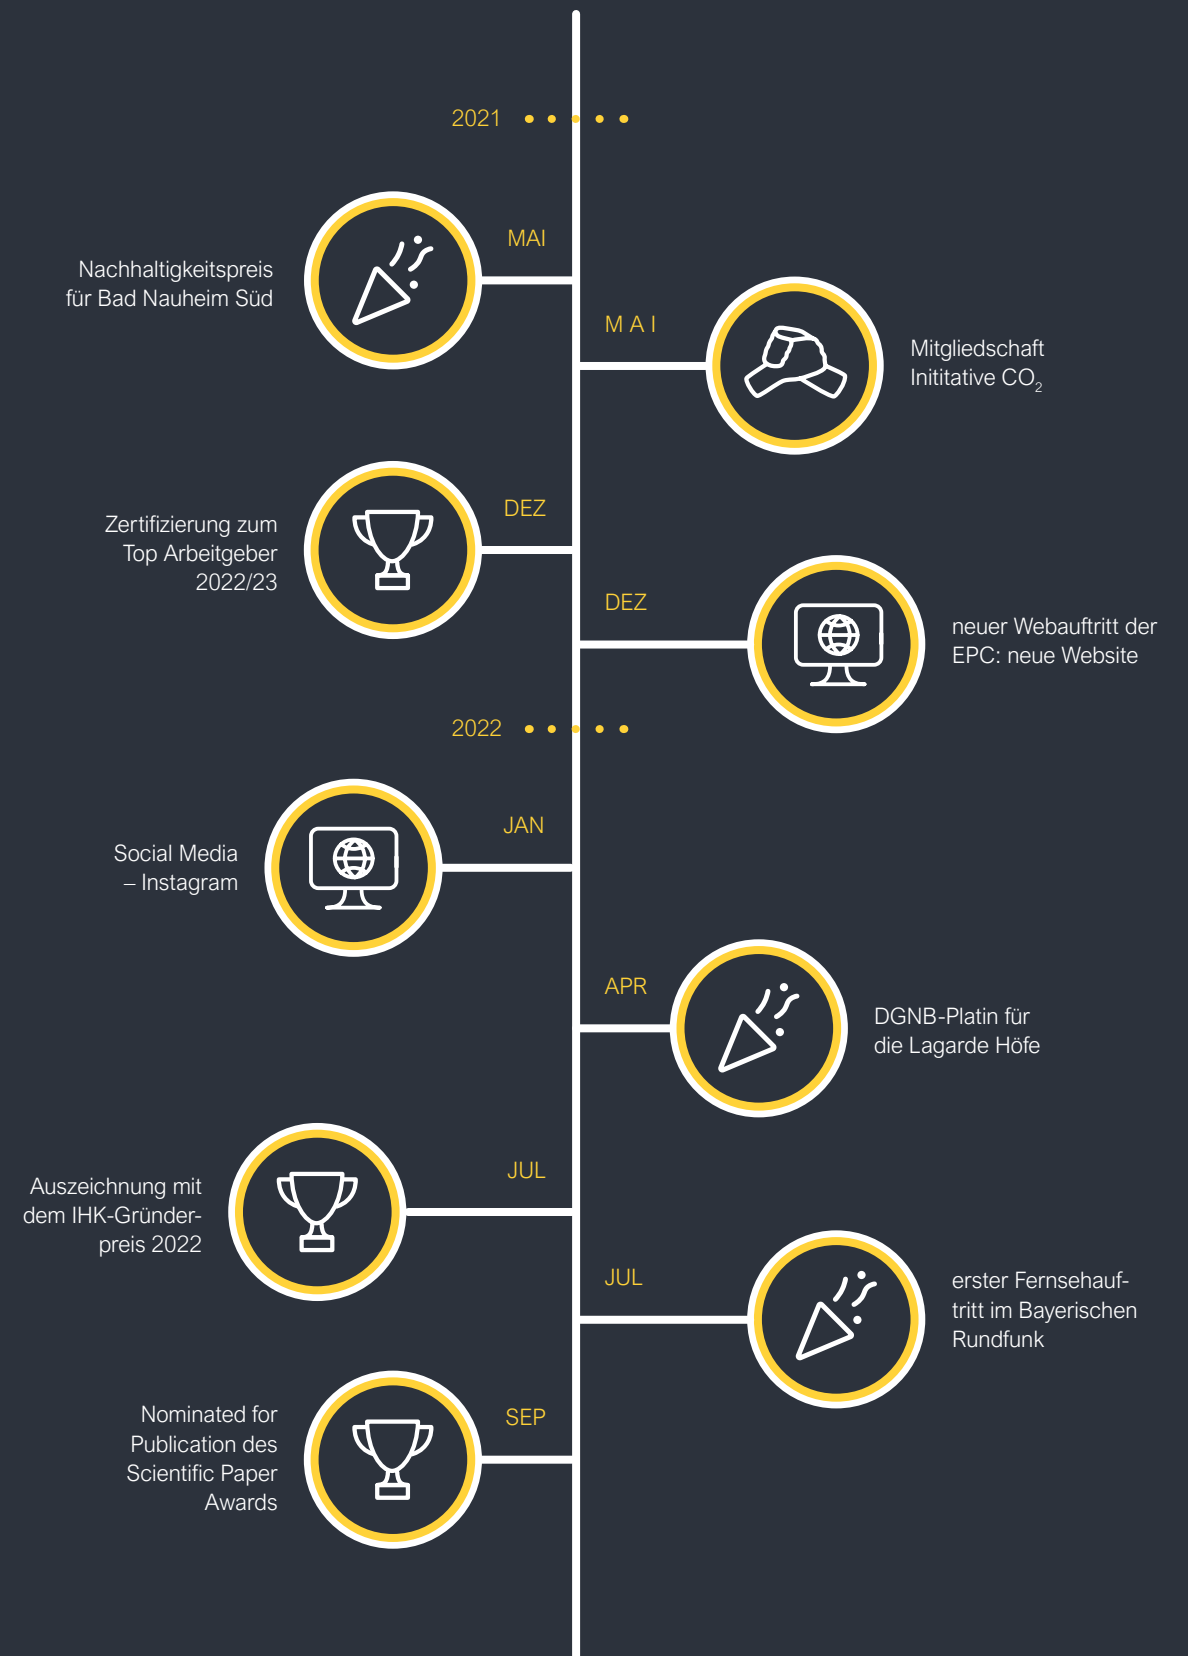 2021
MAI
Nachhaltigkeitspreis
für Bad Nauheim Süd
MAI
Mitgliedschaft
Inititative CO₂
DEZ
Zertifizierung zum
Top Arbeitgeber
2022/23
DEZ
neuer Webauftritt der
EPC: neue Website
2022
JAN
Social Media
– Instagram
APR
DGNB-Platin für
die Lagarde Höfe
JUL
Auszeichnung mit
dem IHK-Gründer-
preis 2022
JUL
erster Fernsehauf-
tritt im Bayerischen
Rundfunk
SEP
Nominated for
Publication des
Scientific Paper
Awards